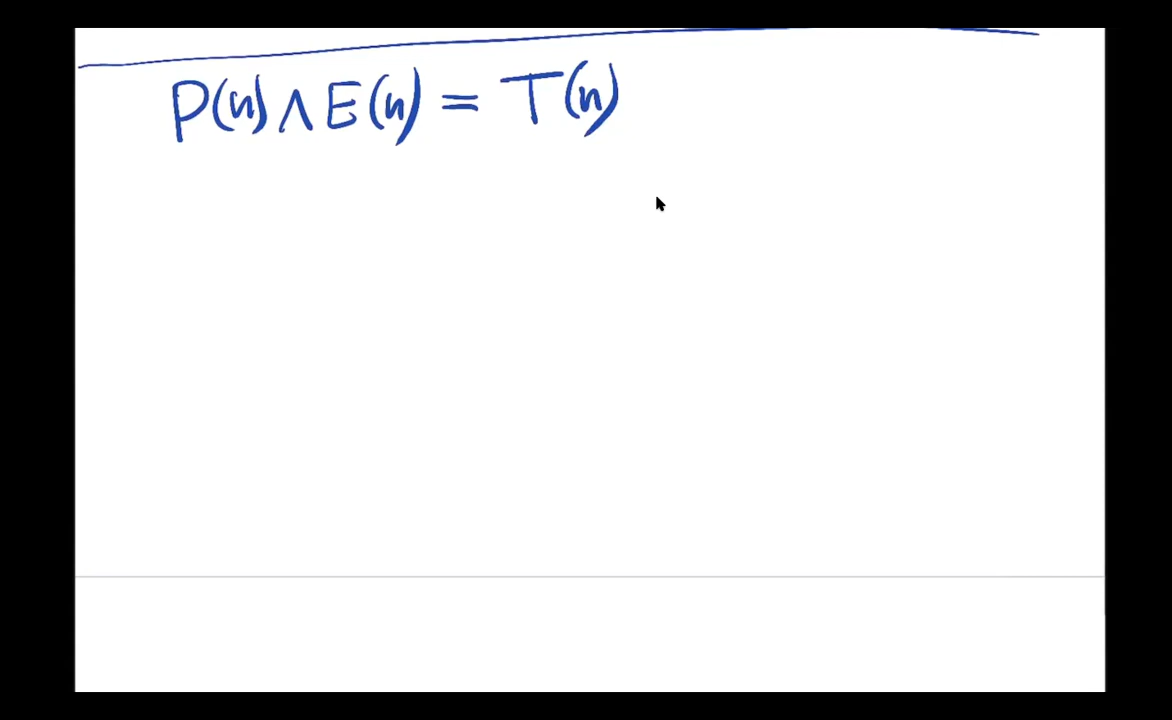 P(n) ∧ E(n) = T(n)